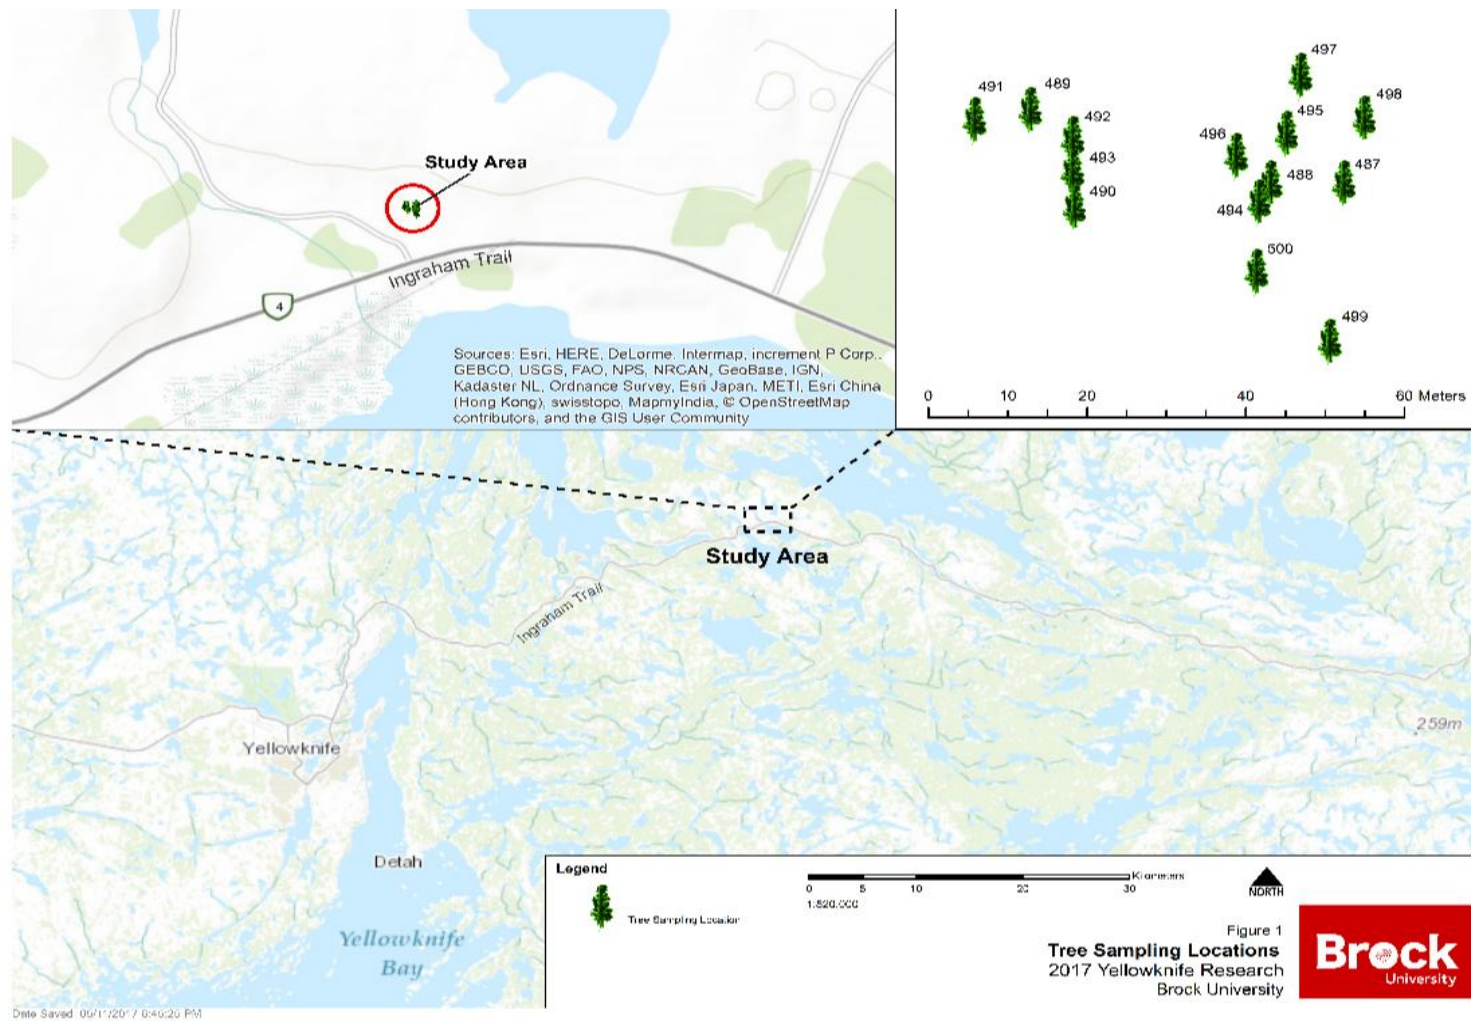 Study Area
Ingraham Trail
4
Sources: Esri, HERE, DeLorme, Intermap, increment P Corp.,
GEBCO, USGS, FAO, NPS, NRCAN, GeoBase, IGN,
Kadaster NL, Ordnance Survey, Esri Japan, METI, Esri China
(Hong Kong), swisstopo, MapmyIndia, © OpenStreetMap
contributors, and the GIS User Community
497
491
489
498
492
495
496
493
487
488
490
494
500
499
0 10 20 40 60 Meters
Study Area
Ingraham Trail
259m
Yellowknife
Detah
Yellowknife
Bay
Legend
Tree Sampling Location
0 5 10 20 30 Kilometers
1:520,000
NORTH
Figure 1
Tree Sampling Locations
2017 Yellowknife Research
Brock University
Brock
University